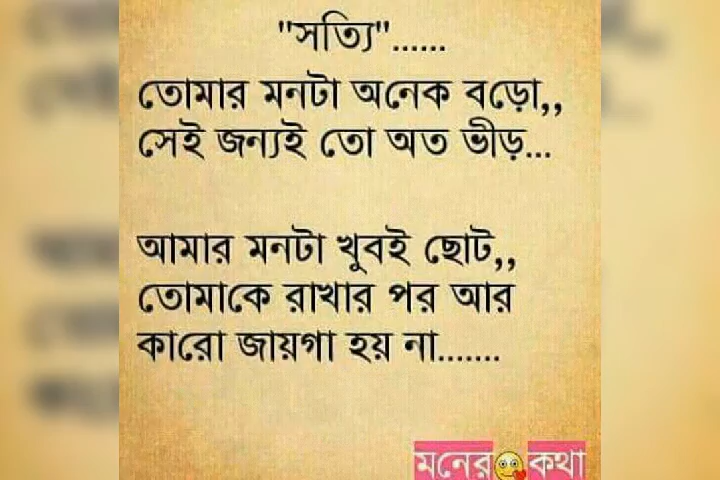 "সত্যি"......
তোমার মনটা অনেক বড়ো,,
সেই জন্যই তো অত ভীড়...
আমার মনটা খুবই ছোট,,
তোমাকে রাখার পর আর
কারো জায়গা হয় না.......
মনের কথা